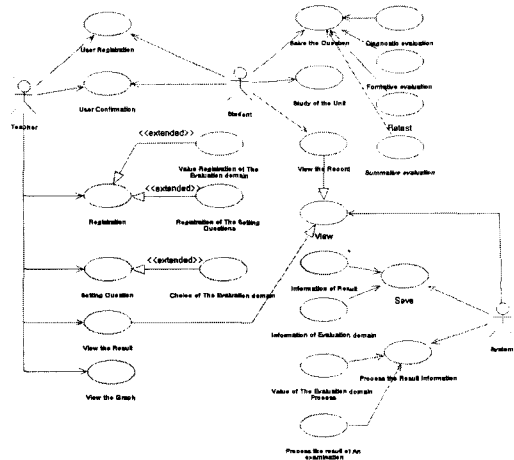 Solve the Question
Diagnostic evaluation
User Registration
Formative evaluation
Teacher
User Confirmation
Student
Study of the Unit
Retest
<<extended>>
Value Registration of The
Evaluation domain
View the Record
Summative evaluation
<<extended>>
Registration
Registration of The Setting
Questions
View
<<extended>>
Setting Question
Choice of The Evaluation domain
Information of Result
Save
View the Result
Information of Evaluation domain
System
View the Graph
Value of The Evaluation domain
Process
Process the Result Information
Process the result of An
examination